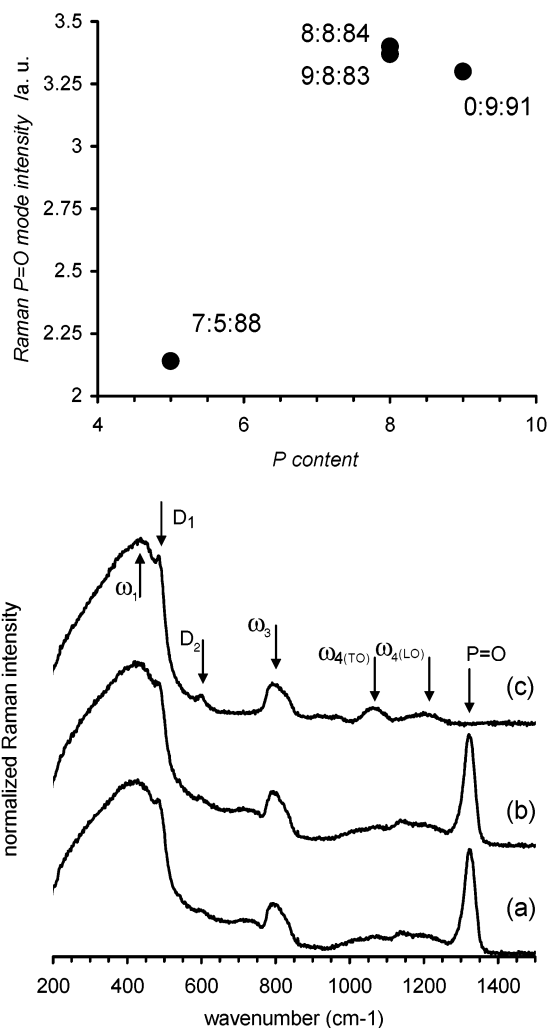 Raman P=O mode intensity /a. u.
3.5
3.25
3
2.75
2.5
2.25
2
8:8:84
9:8:83
0:9:91
7:5:88
4 6 8 10
P content
normalized Raman intensity
D1
ω1
D2
ω3
ω4(TO)
ω4(LO)
P=O
(c)
(b)
(a)
200 400 600 800 1000 1200 1400
wavenumber (cm-1)